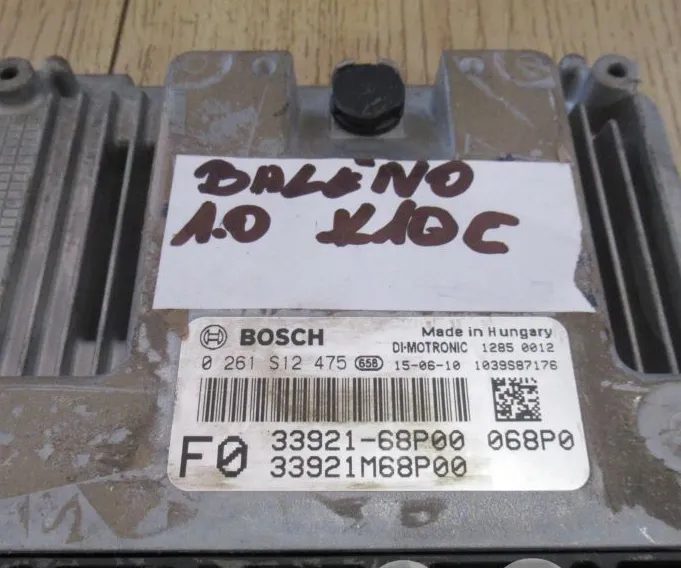 BALENO
1.0 K10C
BOSCH Made in Hungary
DI-MOTRONIC 1285 0012
0 261 S12 475 658 15-06-10 1039S87176
F0 33921-68P00 068P0
33921M68P00